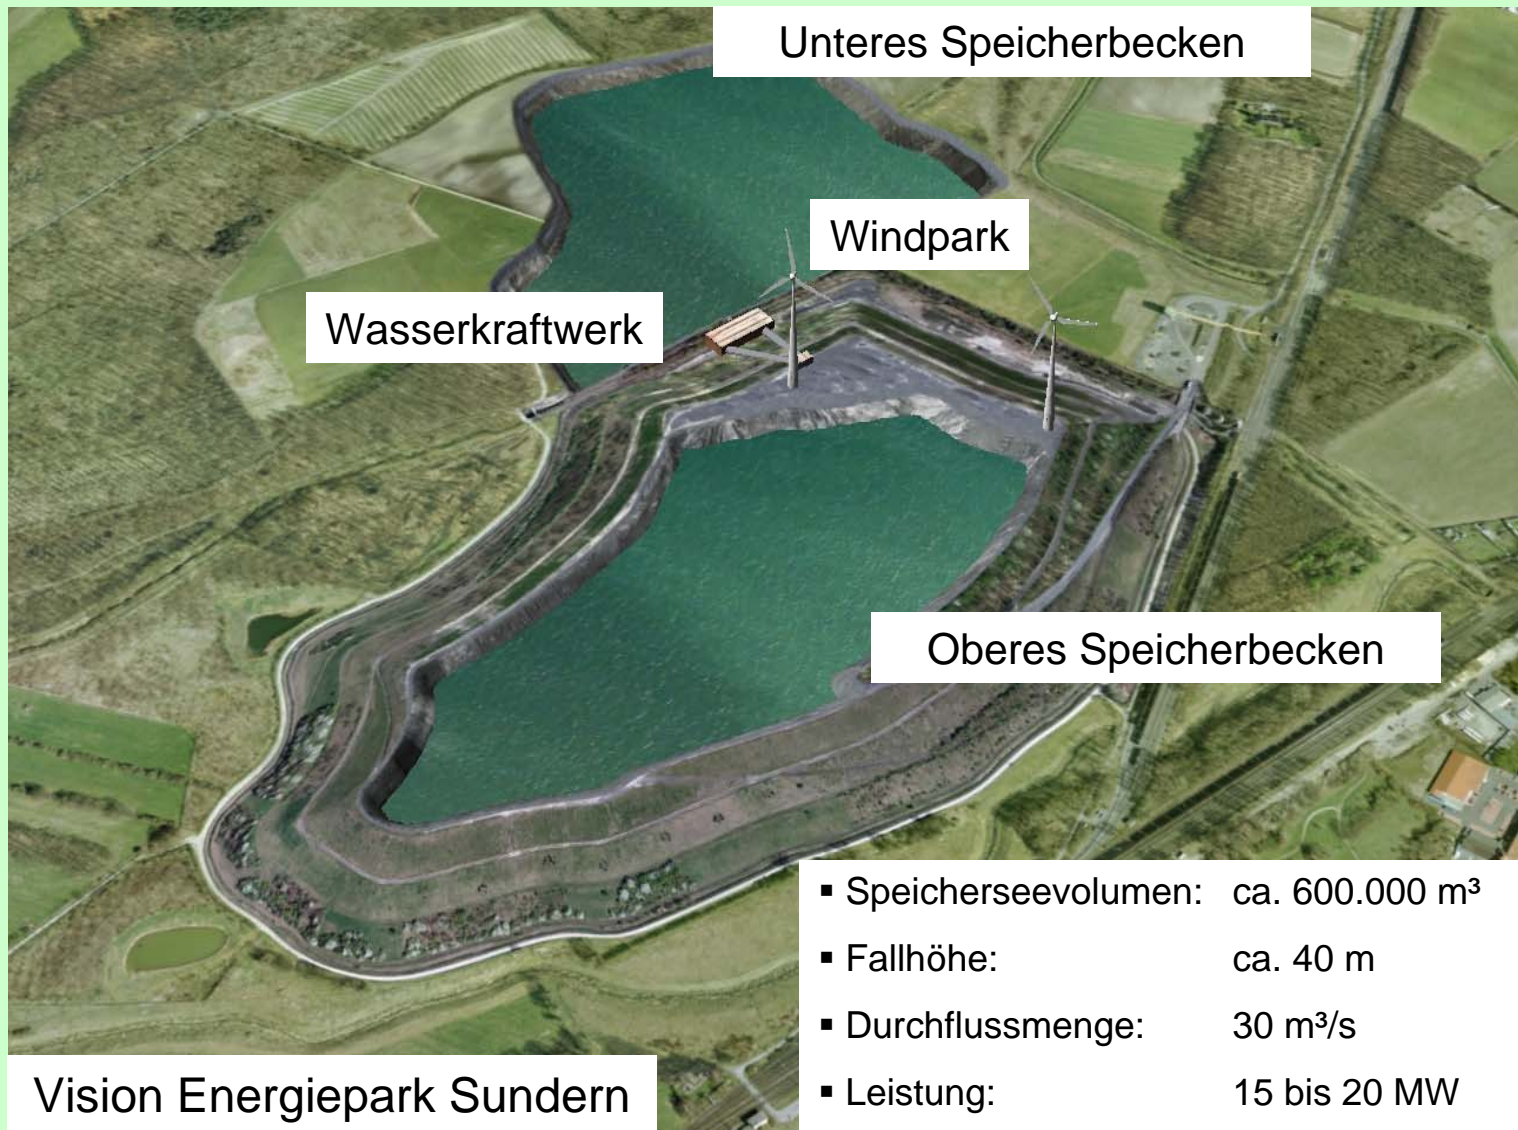 Unteres Speicherbecken
Windpark
Wasserkraftwerk
Oberes Speicherbecken
▪ Speicherseevolumen: ca. 600.000 m³
▪ Fallhöhe: ca. 40 m
▪ Durchflussmenge: 30 m³/s
▪ Leistung: 15 bis 20 MW
Vision Energiepark Sundern